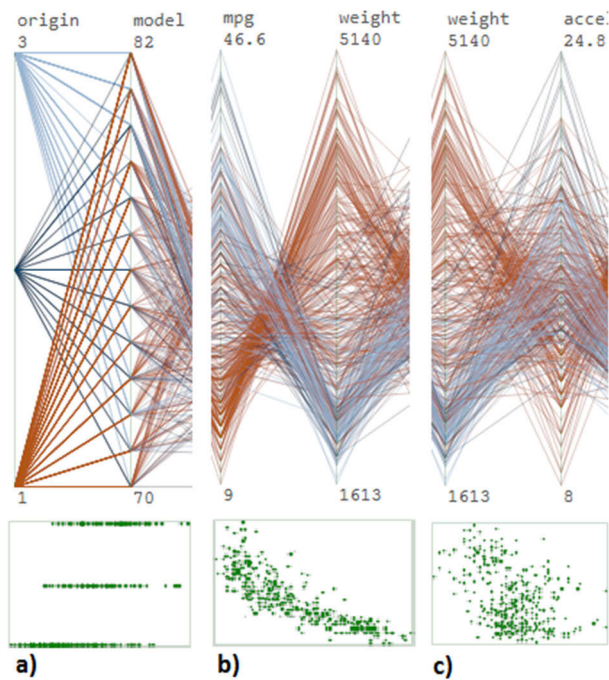 origin model mpg weight weight accel
3 82 46.6 5140 5140 24.8
1 70 9 1613 1613 8
a) b) c)